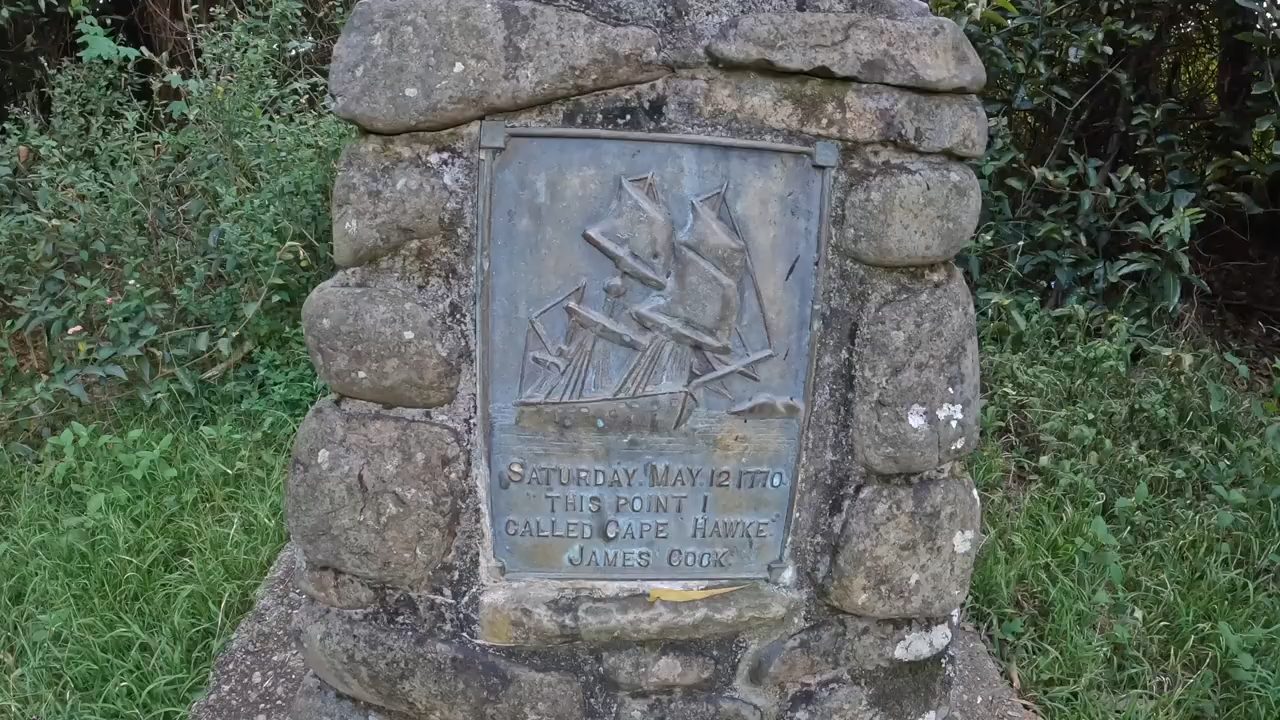 SATURDAY. MAY. 12 1770.
"THIS POINT I
CALLED CAPE HAWKE."
JAMES COOK.